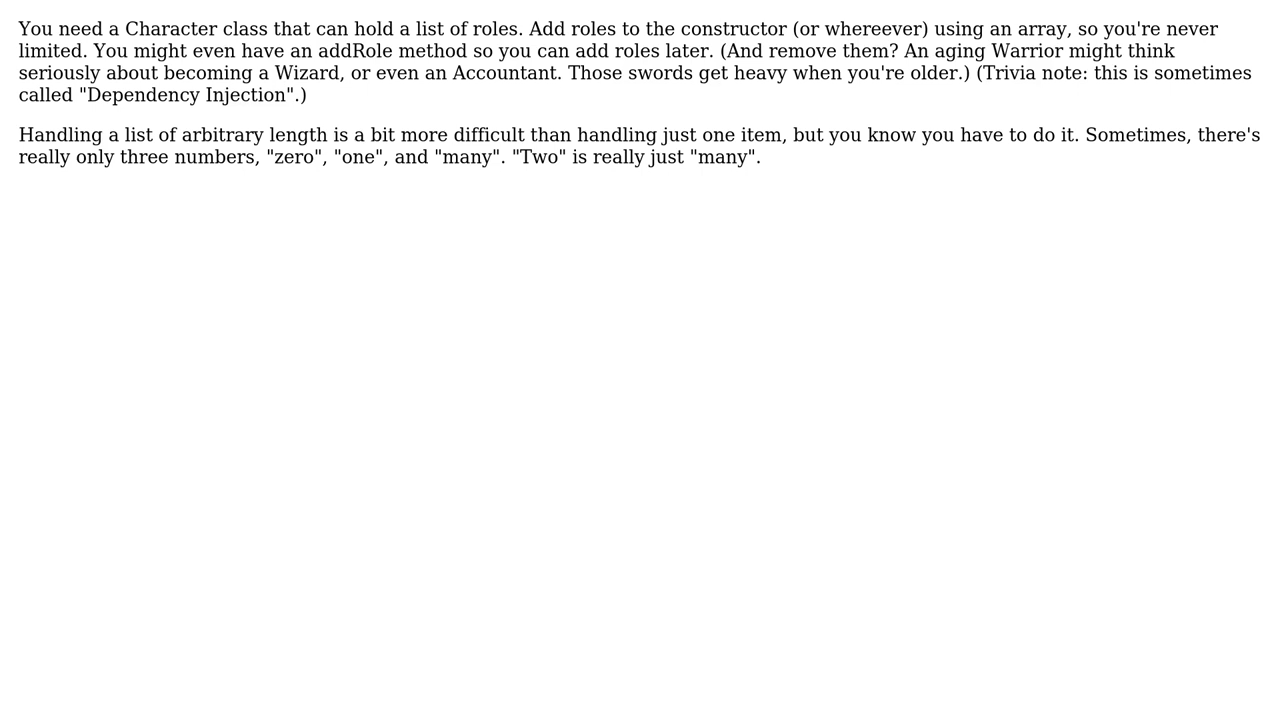 You need a Character class that can hold a list of roles. Add roles to the constructor (or whereever) using an array, so you're never
limited. You might even have an addRole method so you can add roles later. (And remove them? An aging Warrior might think
seriously about becoming a Wizard, or even an Accountant. Those swords get heavy when you're older.) (Trivia note: this is sometimes
called "Dependency Injection".)
Handling a list of arbitrary length is a bit more difficult than handling just one item, but you know you have to do it. Sometimes, there's
really only three numbers, "zero", "one", and "many". "Two" is really just "many".